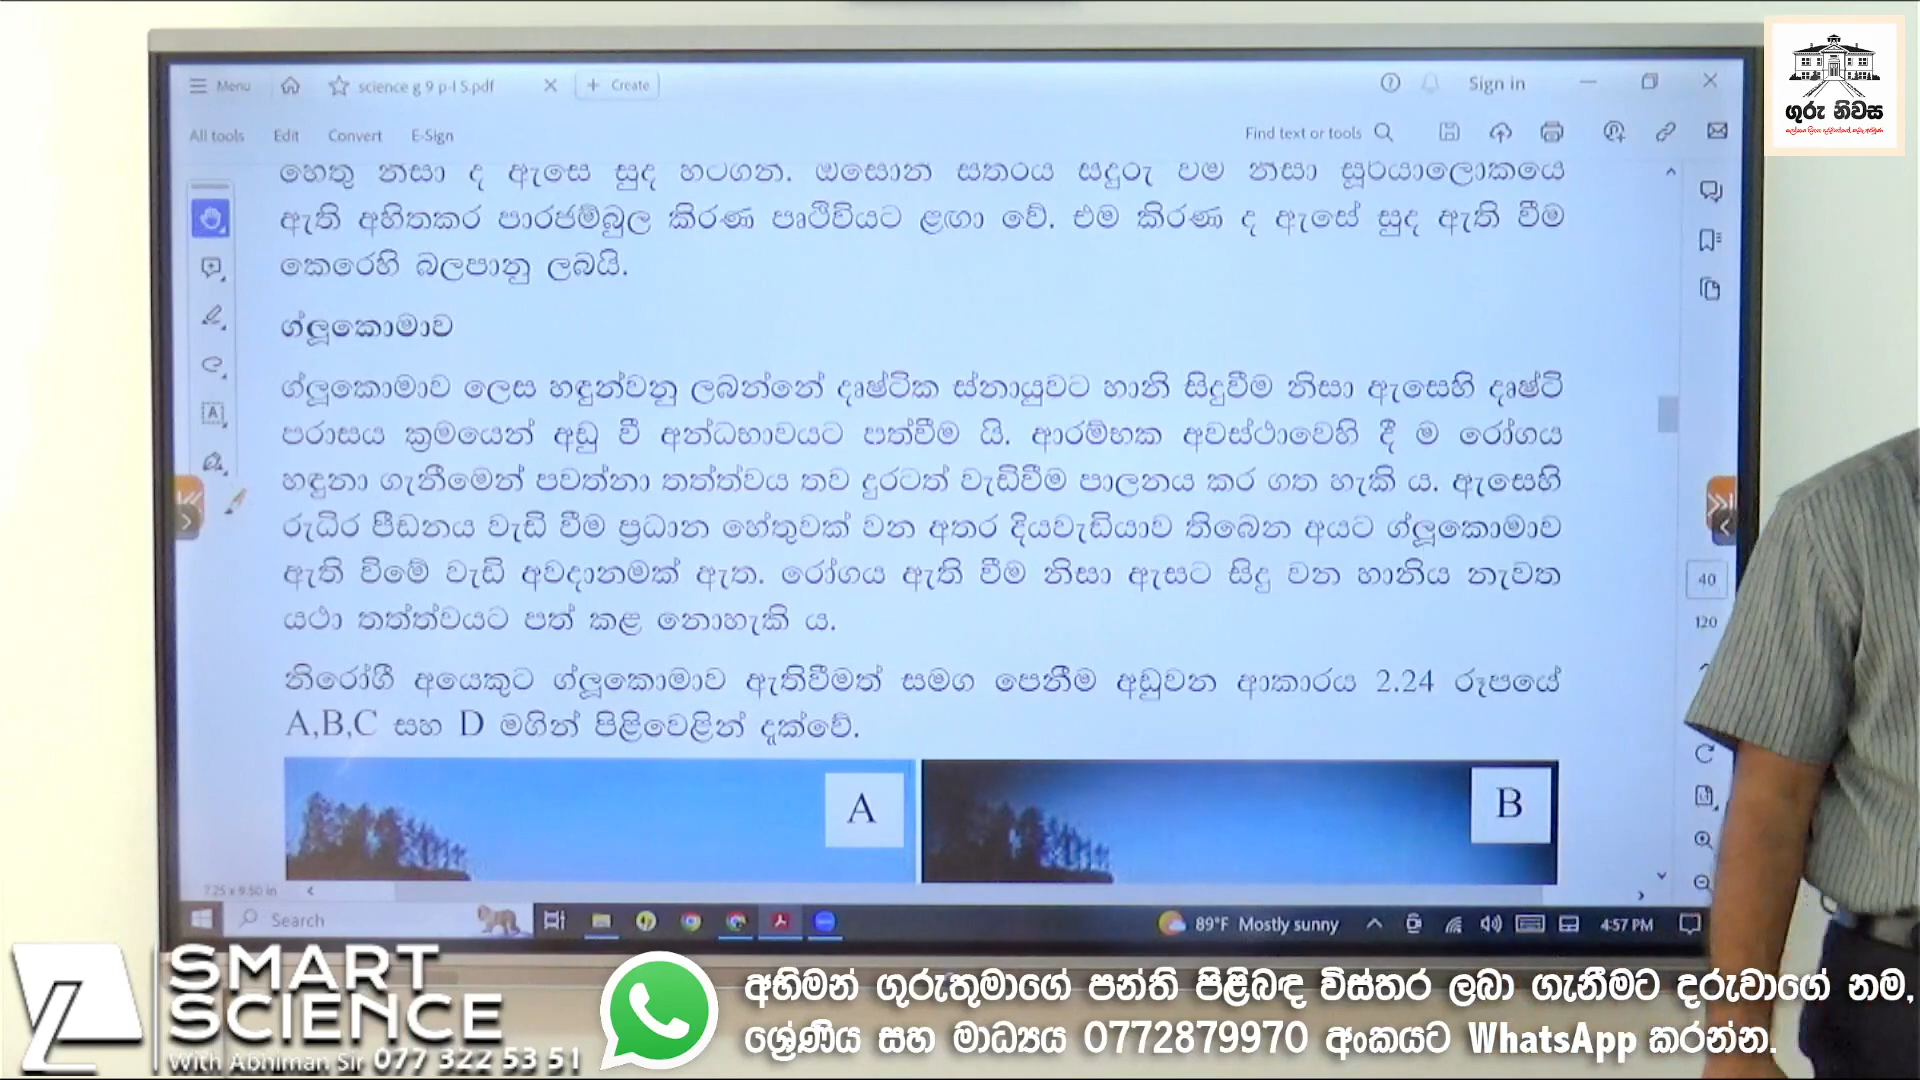 Menu
science g 9 p-I S.pdf
Create
Sign in
All tools Edit Convert E-Sign
Find text or tools
ගුරු නිවස
හේතු නිසා ද ඇසේ සුද හටගනී. ඕසෝන් ස්තරය සිදුරු වීම නිසා සූර්යාලෝකයේ
ඇති අහිතකර පාරජම්බුල කිරණ පෘථිවියට ළඟා වේ. එම කිරණ ද ඇසේ සුද ඇති වීම
කෙරෙහි බලපානු ලබයි.
ග්ලූකොමාව
ග්ලූකොමාව ලෙස හඳුන්වනු ලබන්නේ දෘෂ්ටික ස්නායුවට හානි සිදුවීම නිසා ඇසෙහි දෘෂ්ටි
පරාසය ක්‍රමයෙන් අඩු වී අන්ධභාවයට පත්වීම යි. ආරම්භක අවස්ථාවෙහි දී ම රෝගය
හඳුනා ගැනීමෙන් පවත්නා තත්ත්වය තව දුරටත් වැඩිවීම පාලනය කර ගත හැකි ය. ඇසෙහි
රුධිර පීඩනය වැඩි වීම ප්‍රධාන හේතුවක් වන අතර දියවැඩියාව තිබෙන අයට ග්ලූකොමාව
ඇති විමේ වැඩි අවදානමක් ඇත. රෝගය ඇති වීම නිසා ඇසට සිදු වන හානිය නැවත
යථා තත්ත්වයට පත් කළ නොහැකි ය.
නිරෝගී අයෙකුට ග්ලූකොමාව ඇතිවීමත් සමග පෙනීම අඩුවන ආකාරය 2.24 රූපයේ
A,B,C සහ D මගින් පිළිවෙළින් දැක්වේ.
A
B
40
120
7.25 x 9.50 in
Search
89°F Mostly sunny
4:57 PM
SMART
SCIENCE
With Abhiman Sir 077 322 53 51
අභිමන් ගුරුතුමාගේ පන්ති පිළිබඳ විස්තර ලබා ගැනීමට දරුවාගේ නම,
ශ්‍රේණිය සහ මාධ්‍යය 0772879970 අංකයට WhatsApp කරන්න.